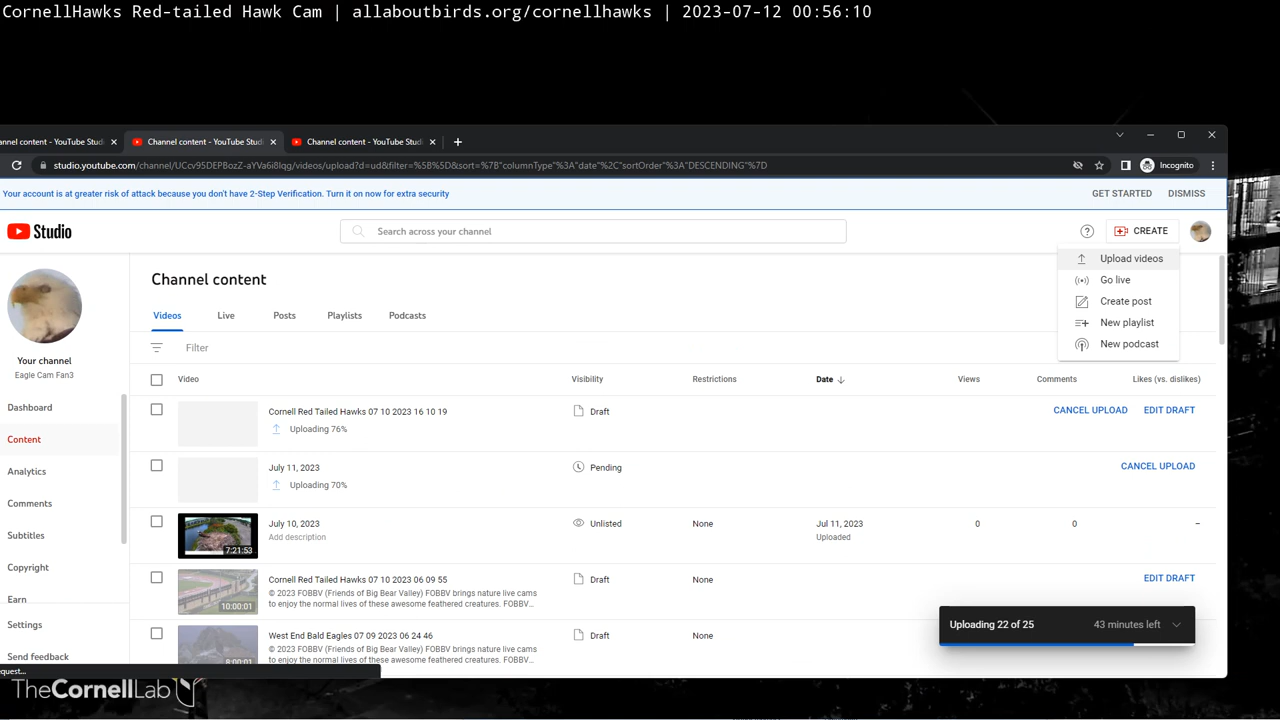 CornellHawks Red-tailed Hawk Cam | allaboutbirds.org/cornellhawks | 2023-07-12 00:56:10
annel content - YouTube Studi
Channel content - YouTube Studi
Channel content - YouTube Studi
studio.youtube.com/channel/UCcv95DEPBozZ-aYVa6i8lqg/videos/upload?d=ud&filter=%5B%5D&sort=%7B"columnType"%3A"date"%2C"sortOrder"%3A"DESCENDING"%7D
Incognito
Your account is at greater risk of attack because you don't have 2-Step Verification. Turn it on now for extra security
GET STARTED
DISMISS
Studio
Search across your channel
CREATE
Upload videos
Go live
Create post
New playlist
New podcast
Your channel
Eagle Cam Fan3
Dashboard
Content
Analytics
Comments
Subtitles
Copyright
Earn
Settings
Send feedback
Channel content
Videos Live Posts Playlists Podcasts
Filter
Video Visibility Restrictions Date Views Comments Likes (vs. dislikes)
Cornell Red Tailed Hawks 07 10 2023 16 10 19 Draft CANCEL UPLOAD EDIT DRAFT
Uploading 76%
July 11, 2023 Pending CANCEL UPLOAD
Uploading 70%
July 10, 2023 Unlisted None Jul 11, 2023 0 0 –
Add description Uploaded
7:21:53
Cornell Red Tailed Hawks 07 10 2023 06 09 55 Draft None EDIT DRAFT
© 2023 FOBBV (Friends of Big Bear Valley) FOBBV brings nature live cams
to enjoy the normal lives of these awesome feathered creatures. FOBBV...
10:00:01
West End Bald Eagles 07 09 2023 06 24 46 Draft None
© 2023 FOBBV (Friends of Big Bear Valley) FOBBV brings nature live cams
to enjoy the normal lives of these awesome feathered creatures. FOBBV...
8:00:01
Uploading 22 of 25 43 minutes left
equest...
TheCornellLab